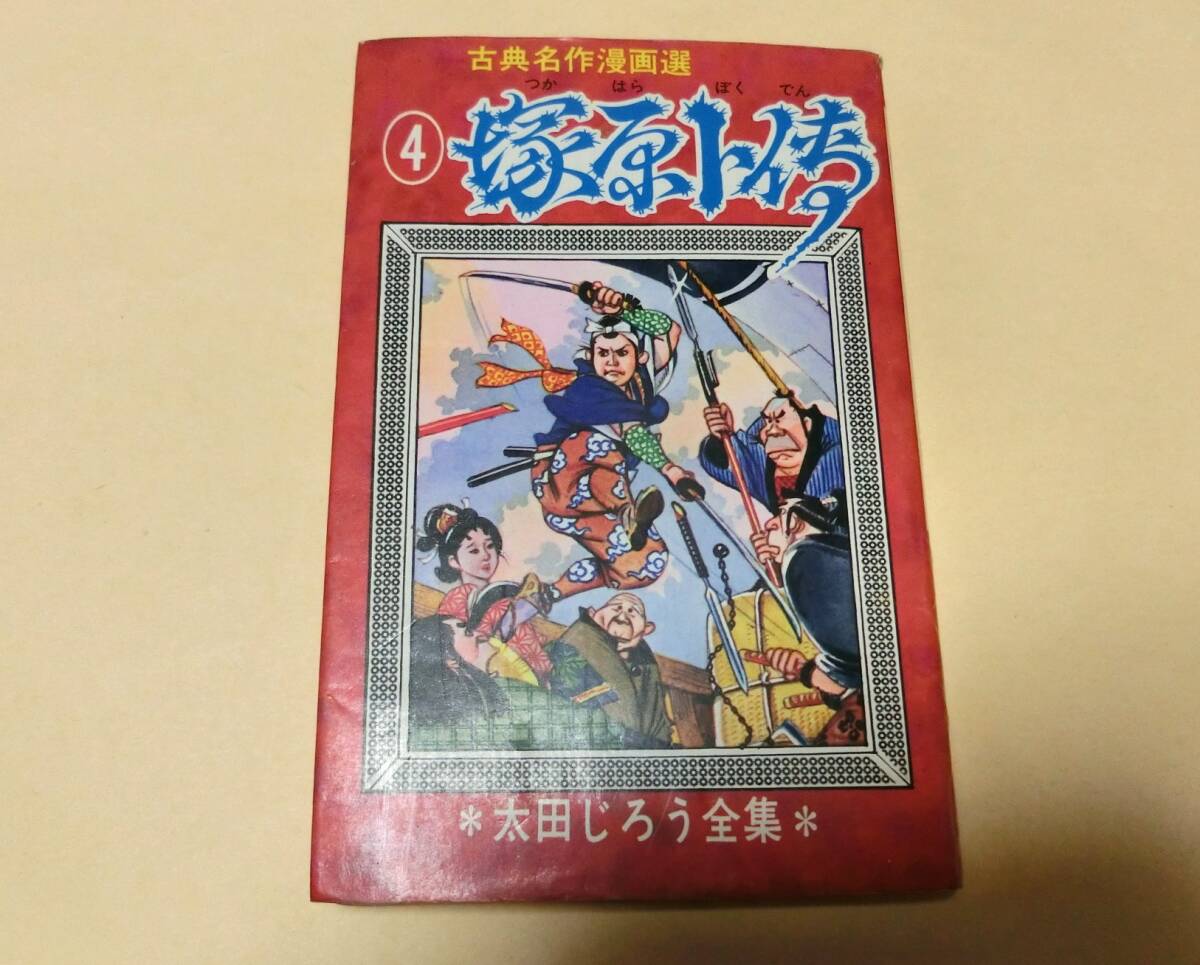 古典名作漫画選
つか はら ぼく でん
④ 塚原卜伝
*太田じろう全集*